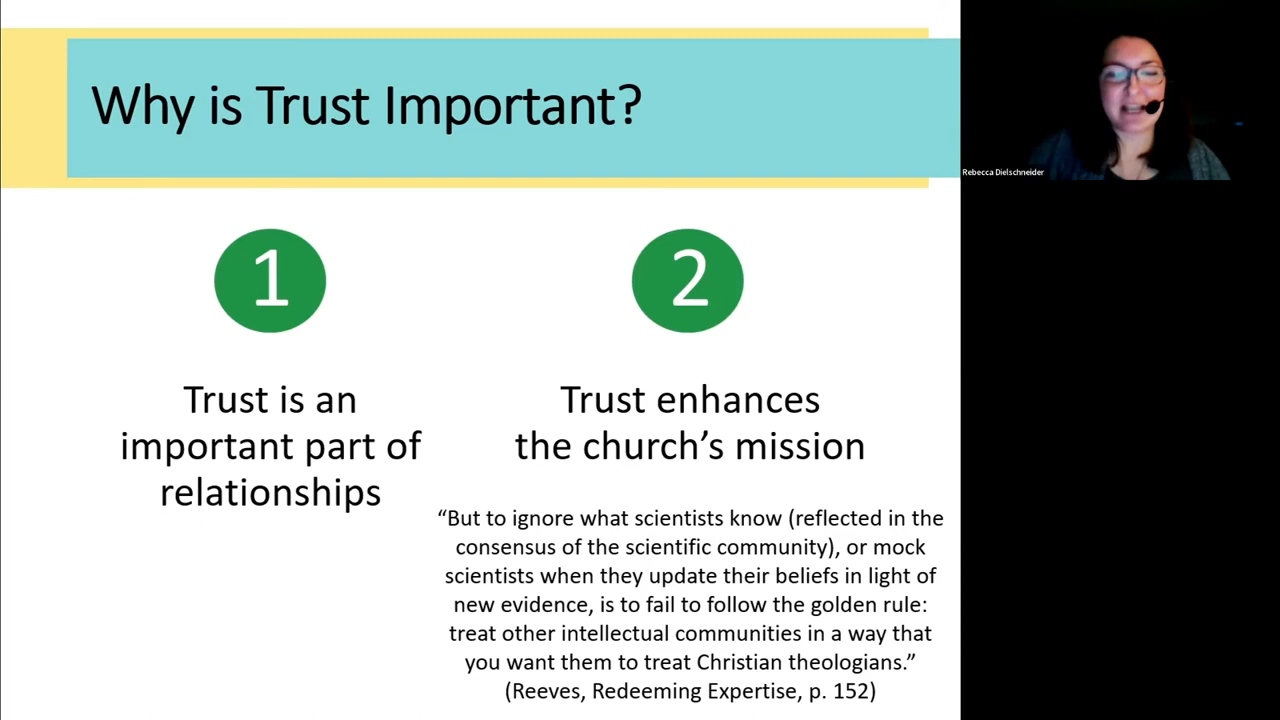 Why is Trust Important?
1
Trust is an
important part of
relationships
2
Trust enhances
the church’s mission
“But to ignore what scientists know (reflected in the
consensus of the scientific community), or mock
scientists when they update their beliefs in light of
new evidence, is to fail to follow the golden rule:
treat other intellectual communities in a way that
you want them to treat Christian theologians.”
(Reeves, Redeeming Expertise, p. 152)
Rebecca Dielschneider